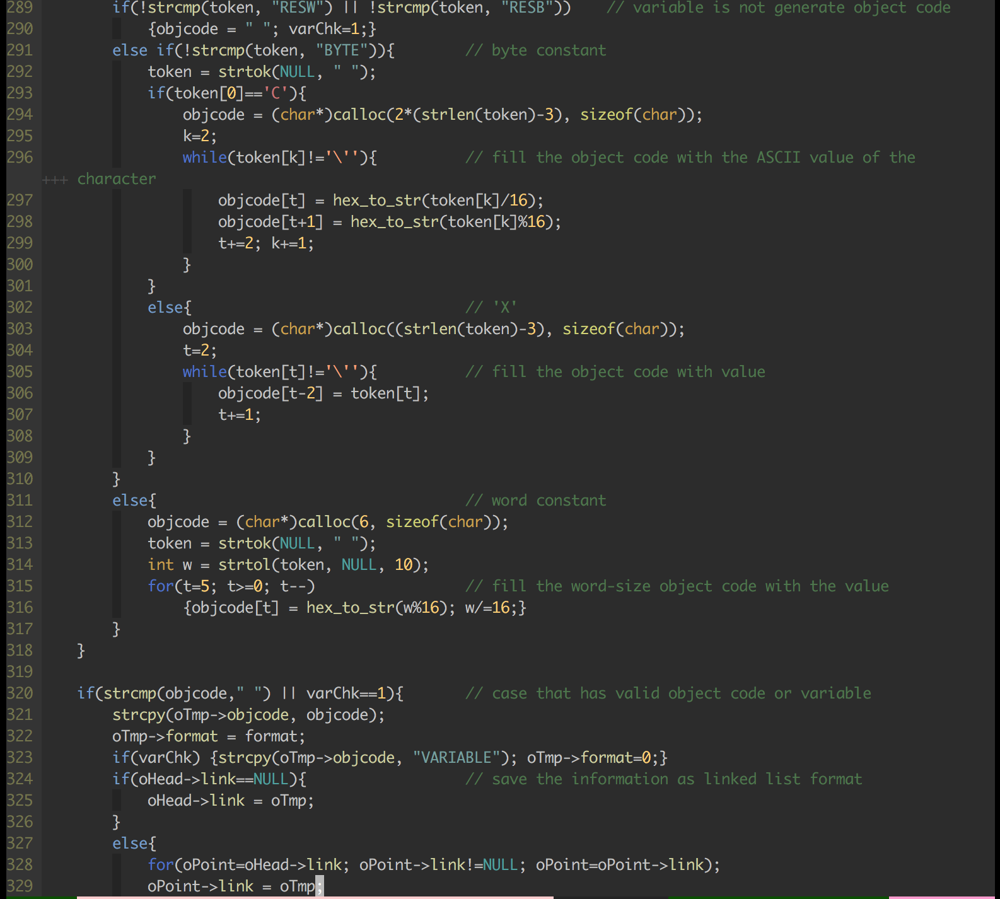 289         if(!strcmp(token, "RESW") || !strcmp(token, "RESB"))    // variable is not generate object code
290             {objcode = " "; varChk=1;}
291         else if(!strcmp(token, "BYTE")){        // byte constant
292             token = strtok(NULL, " ");
293             if(token[0]=='C'){
294                 objcode = (char*)calloc(2*(strlen(token)-3), sizeof(char));
295                 k=2;
296                 while(token[k]!='\''){          // fill the object code with the ASCII value of the
    +++ character
297                     objcode[t] = hex_to_str(token[k]/16);
298                     objcode[t+1] = hex_to_str(token[k]%16);
299                     t+=2; k+=1;
300                 }
301             }
302             else{                               // 'X'
303                 objcode = (char*)calloc((strlen(token)-3), sizeof(char));
304                 t=2;
305                 while(token[t]!='\''){          // fill the object code with value
306                     objcode[t-2] = token[t];
307                     t+=1;
308                 }
309             }
310         }
311         else{                                   // word constant
312             objcode = (char*)calloc(6, sizeof(char));
313             token = strtok(NULL, " ");
314             int w = strtol(token, NULL, 10);
315             for(t=5; t>=0; t--)                 // fill the word-size object code with the value
316                 {objcode[t] = hex_to_str(w%16); w/=16;}
317         }
318     }
319
320     if(strcmp(objcode," ") || varChk==1){       // case that has valid object code or variable
321         strcpy(oTmp->objcode, objcode);
322         oTmp->format = format;
323         if(varChk) {strcpy(oTmp->objcode, "VARIABLE"); oTmp->format=0;}
324         if(oHead->link==NULL){                  // save the information as linked list format
325             oHead->link = oTmp;
326         }
327         else{
328             for(oPoint=oHead->link; oPoint->link!=NULL; oPoint=oPoint->link);
329             oPoint->link = oTmp;